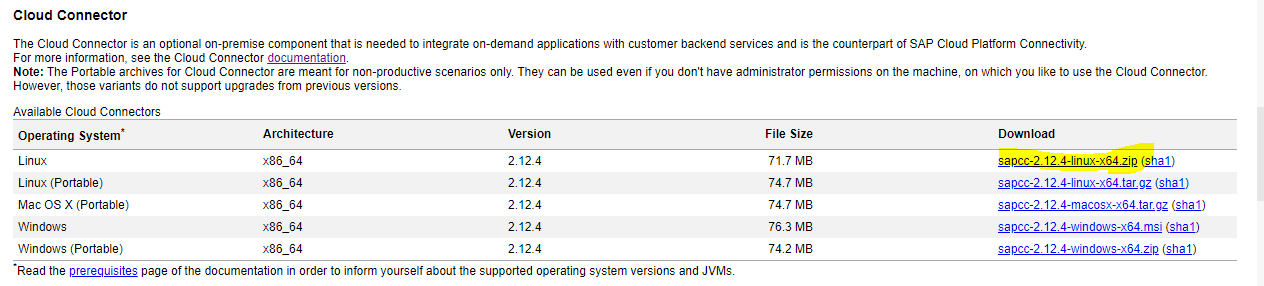 Cloud Connector
The Cloud Connector is an optional on-premise component that is needed to integrate on-demand applications with customer backend services and is the counterpart of SAP Cloud Platform Connectivity.
For more information, see the Cloud Connector documentation.
Note: The Portable archives for Cloud Connector are meant for non-productive scenarios only. They can be used even if you don't have administrator permissions on the machine, on which you like to use the Cloud Connector.
However, those variants do not support upgrades from previous versions.
Available Cloud Connectors
Operating System* Architecture Version File Size Download
Linux x86_64 2.12.4 71.7 MB sapcc-2.12.4-linux-x64.zip (sha1)
Linux (Portable) x86_64 2.12.4 74.7 MB sapcc-2.12.4-linux-x64.tar.gz (sha1)
Mac OS X (Portable) x86_64 2.12.4 74.7 MB sapcc-2.12.4-macosx-x64.tar.gz (sha1)
Windows x86_64 2.12.4 76.3 MB sapcc-2.12.4-windows-x64.msi (sha1)
Windows (Portable) x86_64 2.12.4 74.2 MB sapcc-2.12.4-windows-x64.zip (sha1)
*Read the prerequisites page of the documentation in order to inform yourself about the supported operating system versions and JVMs.